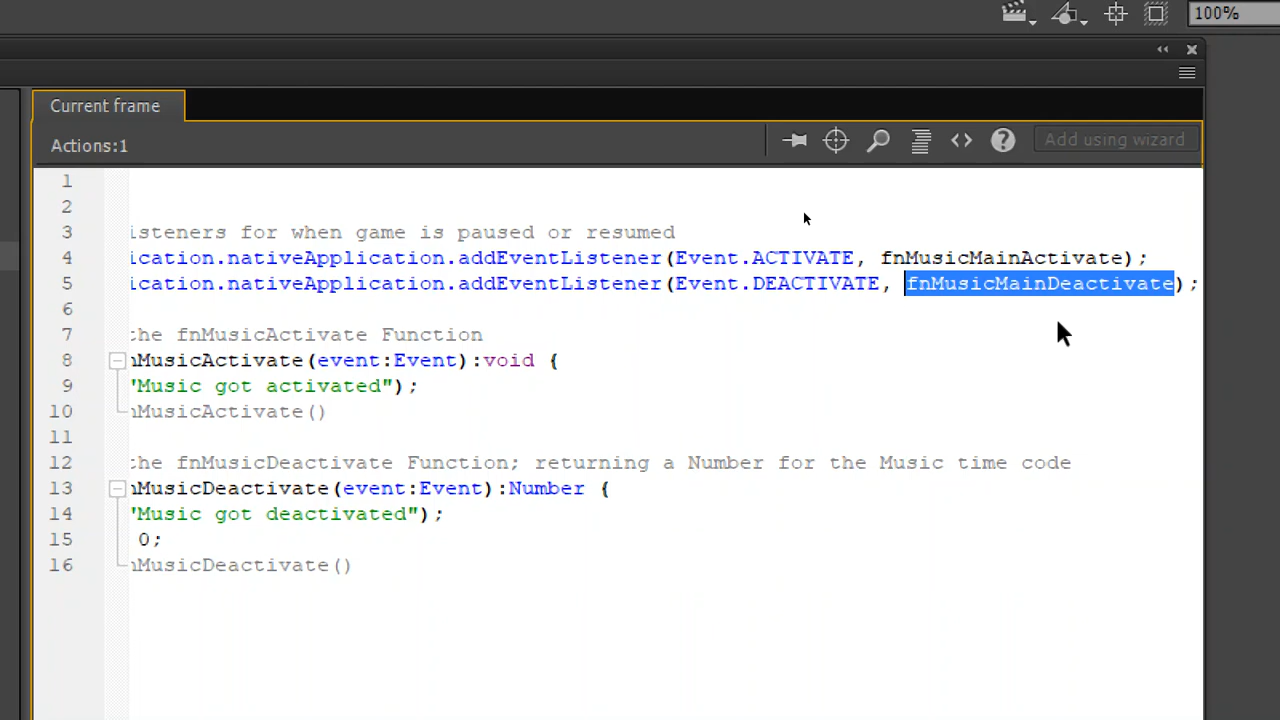 100%
Current frame
Actions:1
Add using wizard
1
2
3 isteners for when game is paused or resumed
4 ication.nativeApplication.addEventListener(Event.ACTIVATE, fnMusicMainActivate);
5 ication.nativeApplication.addEventListener(Event.DEACTIVATE, fnMusicMainDeactivate);
6
7 the fnMusicActivate Function
8 nMusicActivate(event:Event):void {
9 "Music got activated");
10 nMusicActivate()
11
12 the fnMusicDeactivate Function; returning a Number for the Music time code
13 nMusicDeactivate(event:Event):Number {
14 "Music got deactivated");
15 0;
16 nMusicDeactivate()